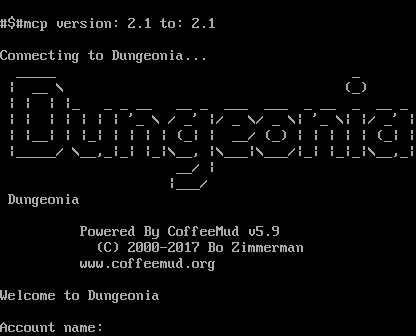 #$#mcp version: 2.1 to: 2.1
Connecting to Dungeonia...
Dungeonia
Dungeonia
Powered By CoffeeMud v5.9
(C) 2000-2017 Bo Zimmerman
www.coffeemud.org
Welcome to Dungeonia
Account name: